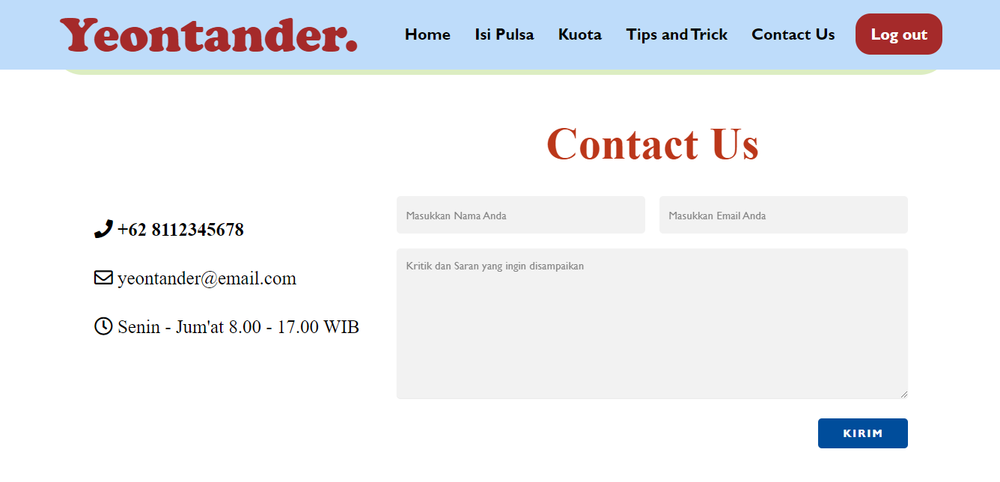 Yeontander.
Home Isi Pulsa Kuota Tips and Trick Contact Us Log out
Contact Us
+62 8112345678
yeontander@email.com
Senin - Jum'at 8.00 - 17.00 WIB
Masukkan Nama Anda
Masukkan Email Anda
Kritik dan Saran yang ingin disampaikan
KIRIM